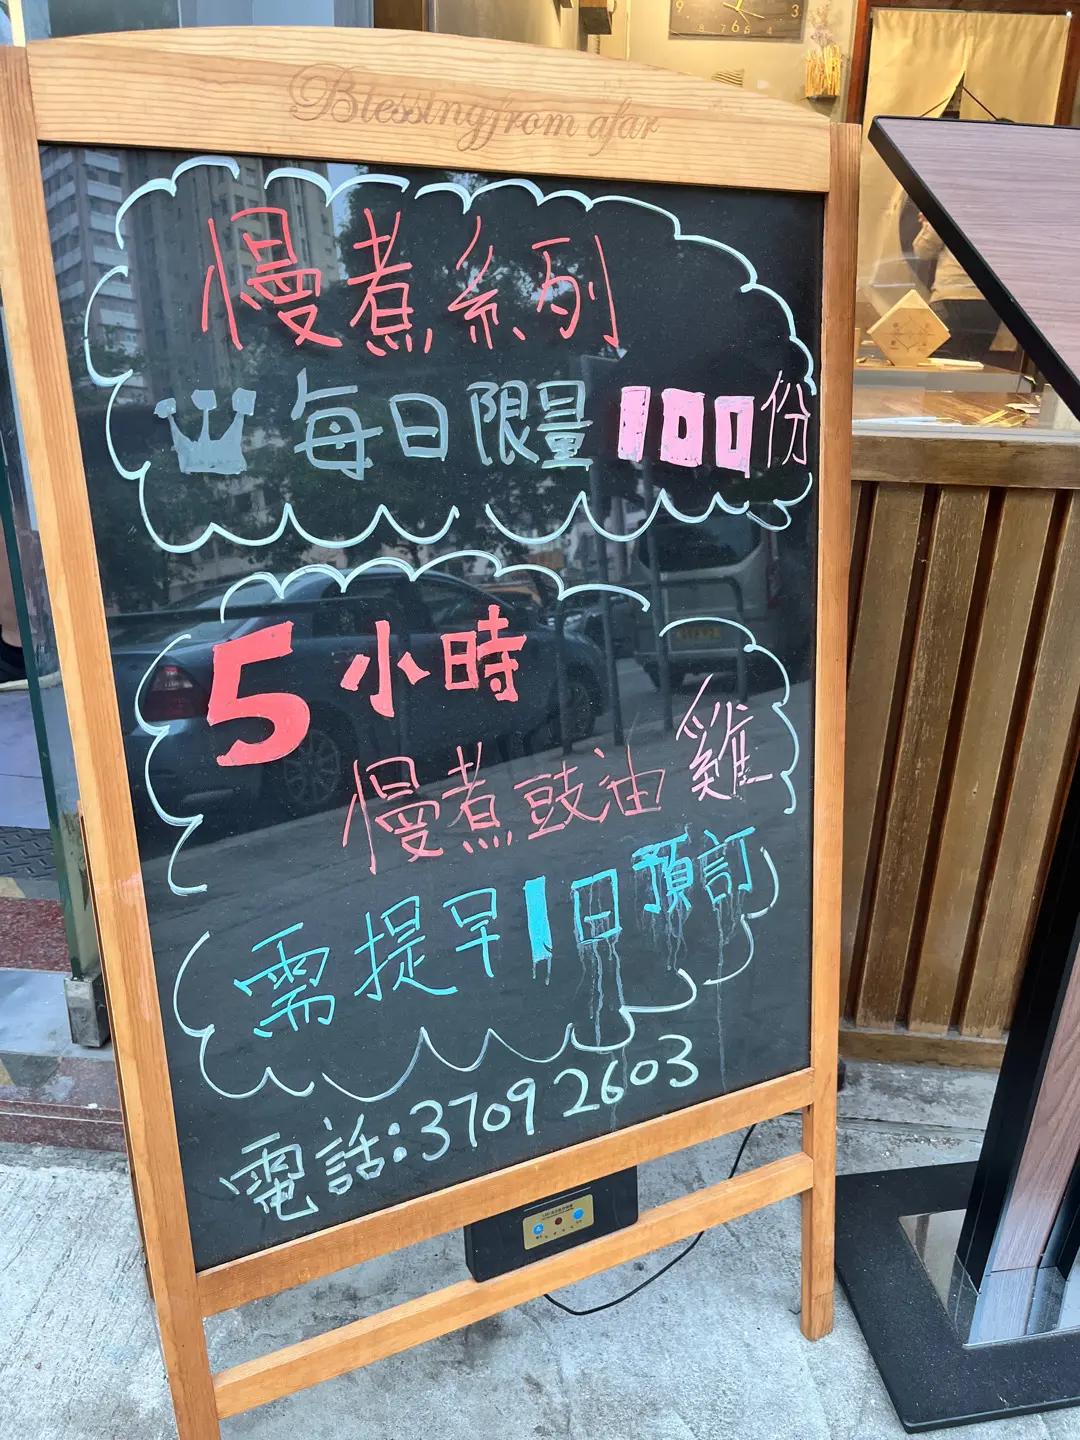 Blessing from afar
慢煮系列
每日限量100份
5小時
慢煮豉油雞
需提早1日預訂
電話:3709 2603